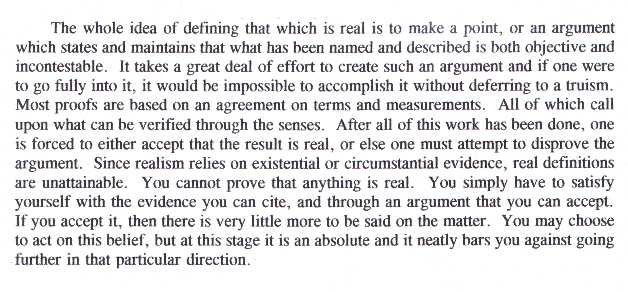 The whole idea of defining that which is real is to make a point, or an argument
which states and maintains that what has been named and described is both objective and
incontestable. It takes a great deal of effort to create such an argument and if one were
to go fully into it, it would be impossible to accomplish it without deferring to a truism.
Most proofs are based on an agreement on terms and measurements. All of which call
upon what can be verified through the senses. After all of this work has been done, one
is forced to either accept that the result is real, or else one must attempt to disprove the
argument. Since realism relies on existential or circumstantial evidence, real definitions
are unattainable. You cannot prove that anything is real. You simply have to satisfy
yourself with the evidence you can cite, and through an argument that you can accept.
If you accept it, then there is very little more to be said on the matter. You may choose
to act on this belief, but at this stage it is an absolute and it neatly bars you against going
further in that particular direction.